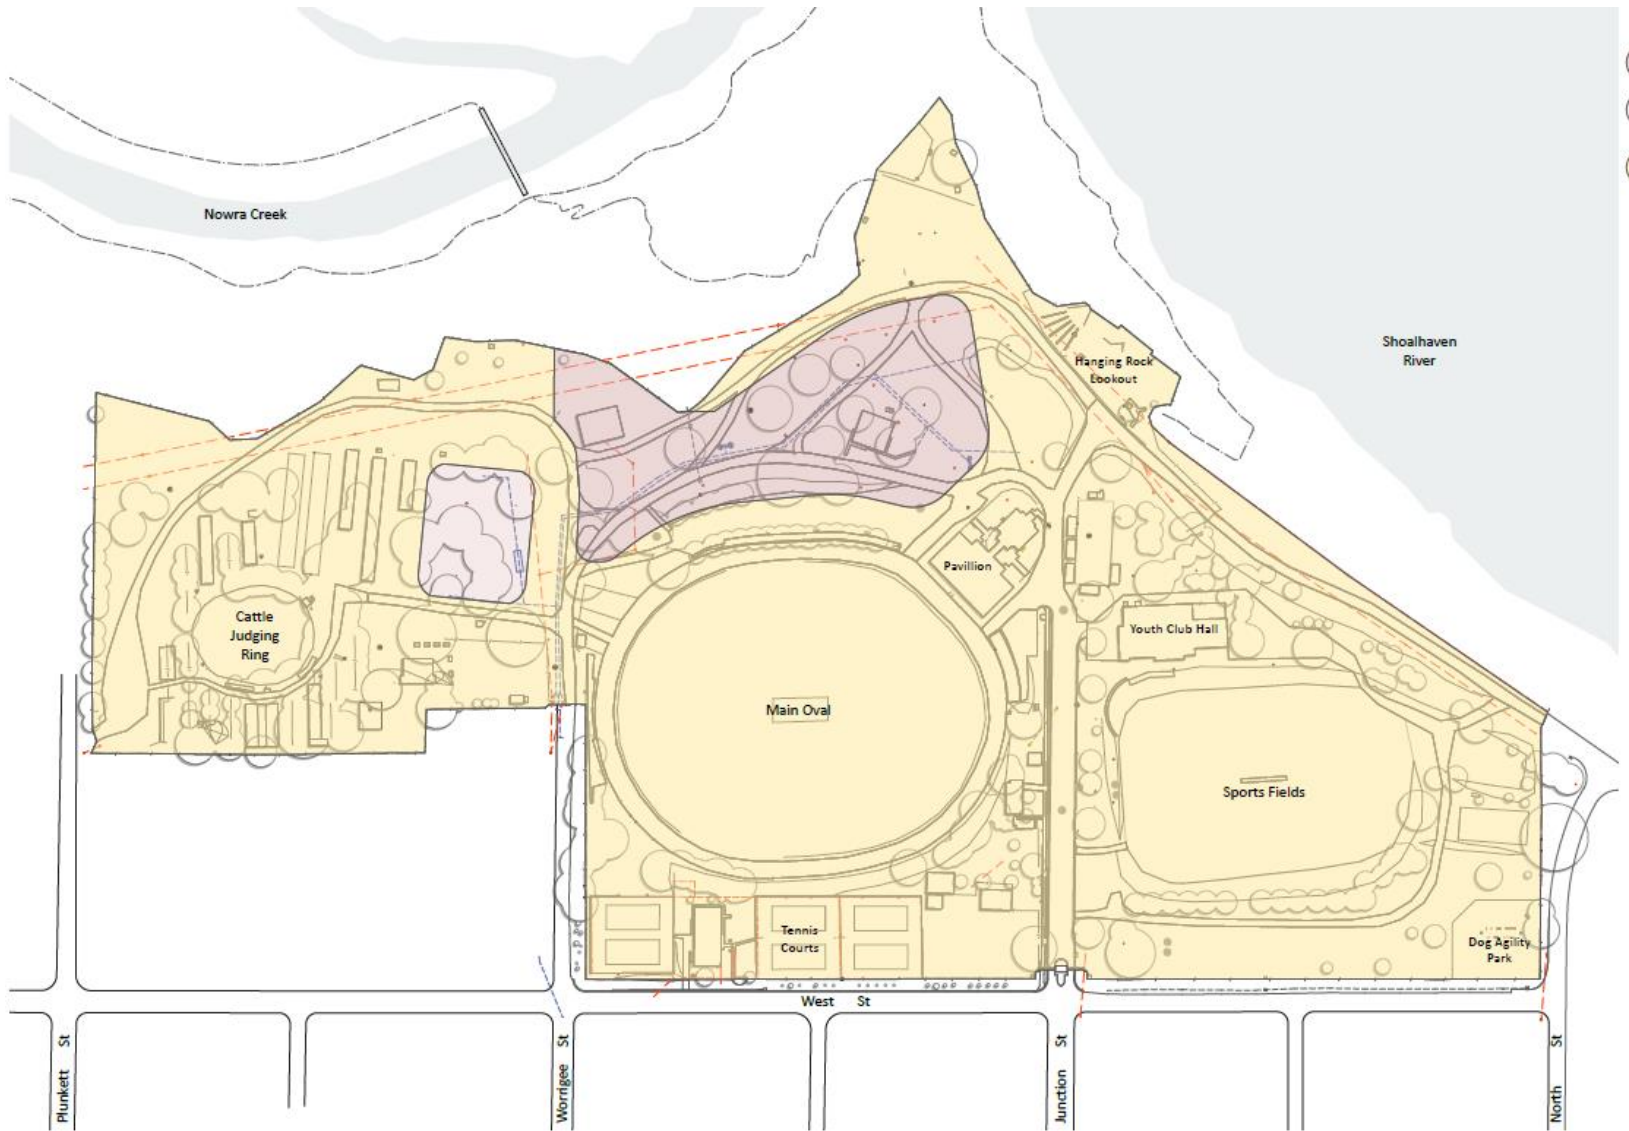 Nowra Creek
Shoalhaven
River
Hanging Rock
Lookout
Pavillion
Cattle
Judging
Ring
Youth Club Hall
Main Oval
Sports Fields
Tennis
Courts
Dog Agility
Park
West St
Plunkett St
Worrigee St
Junction St
North St